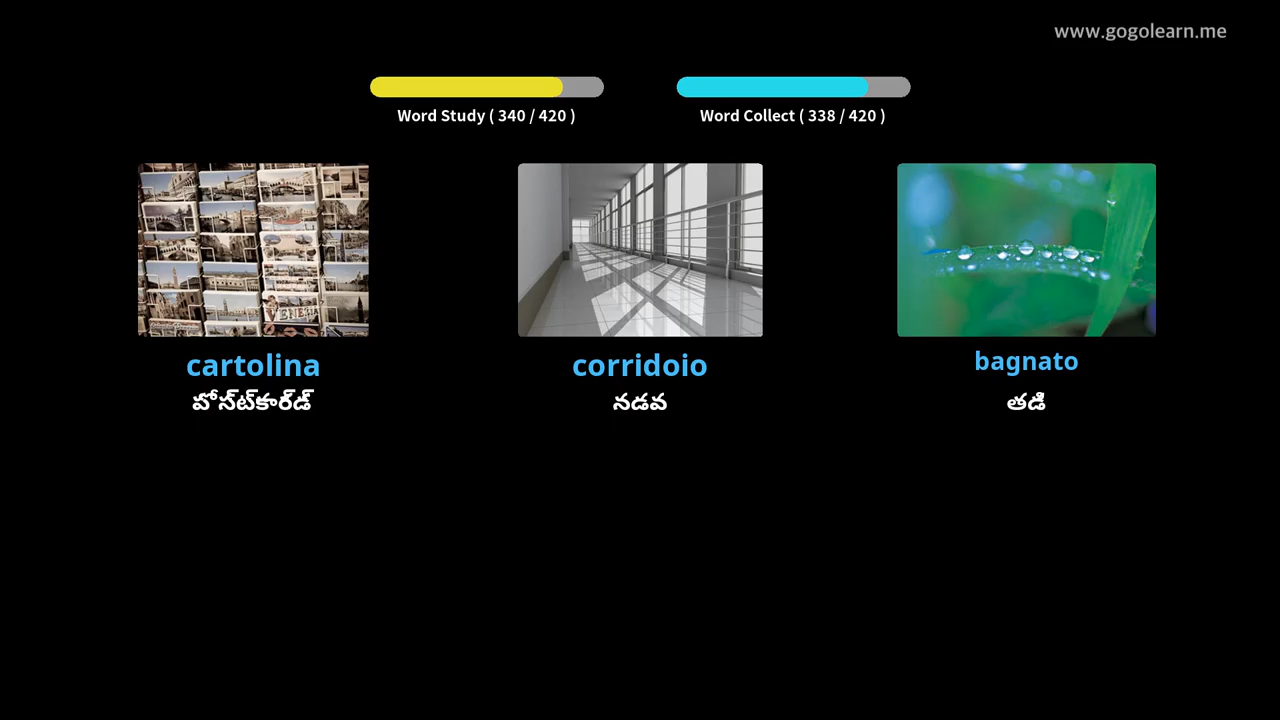 www.gogolearn.me
Word Study ( 340 / 420 )
Word Collect ( 338 / 420 )
cartolina
corridoio
bagnato
పోస్ట్‌కార్డ్
నడవ
తడి